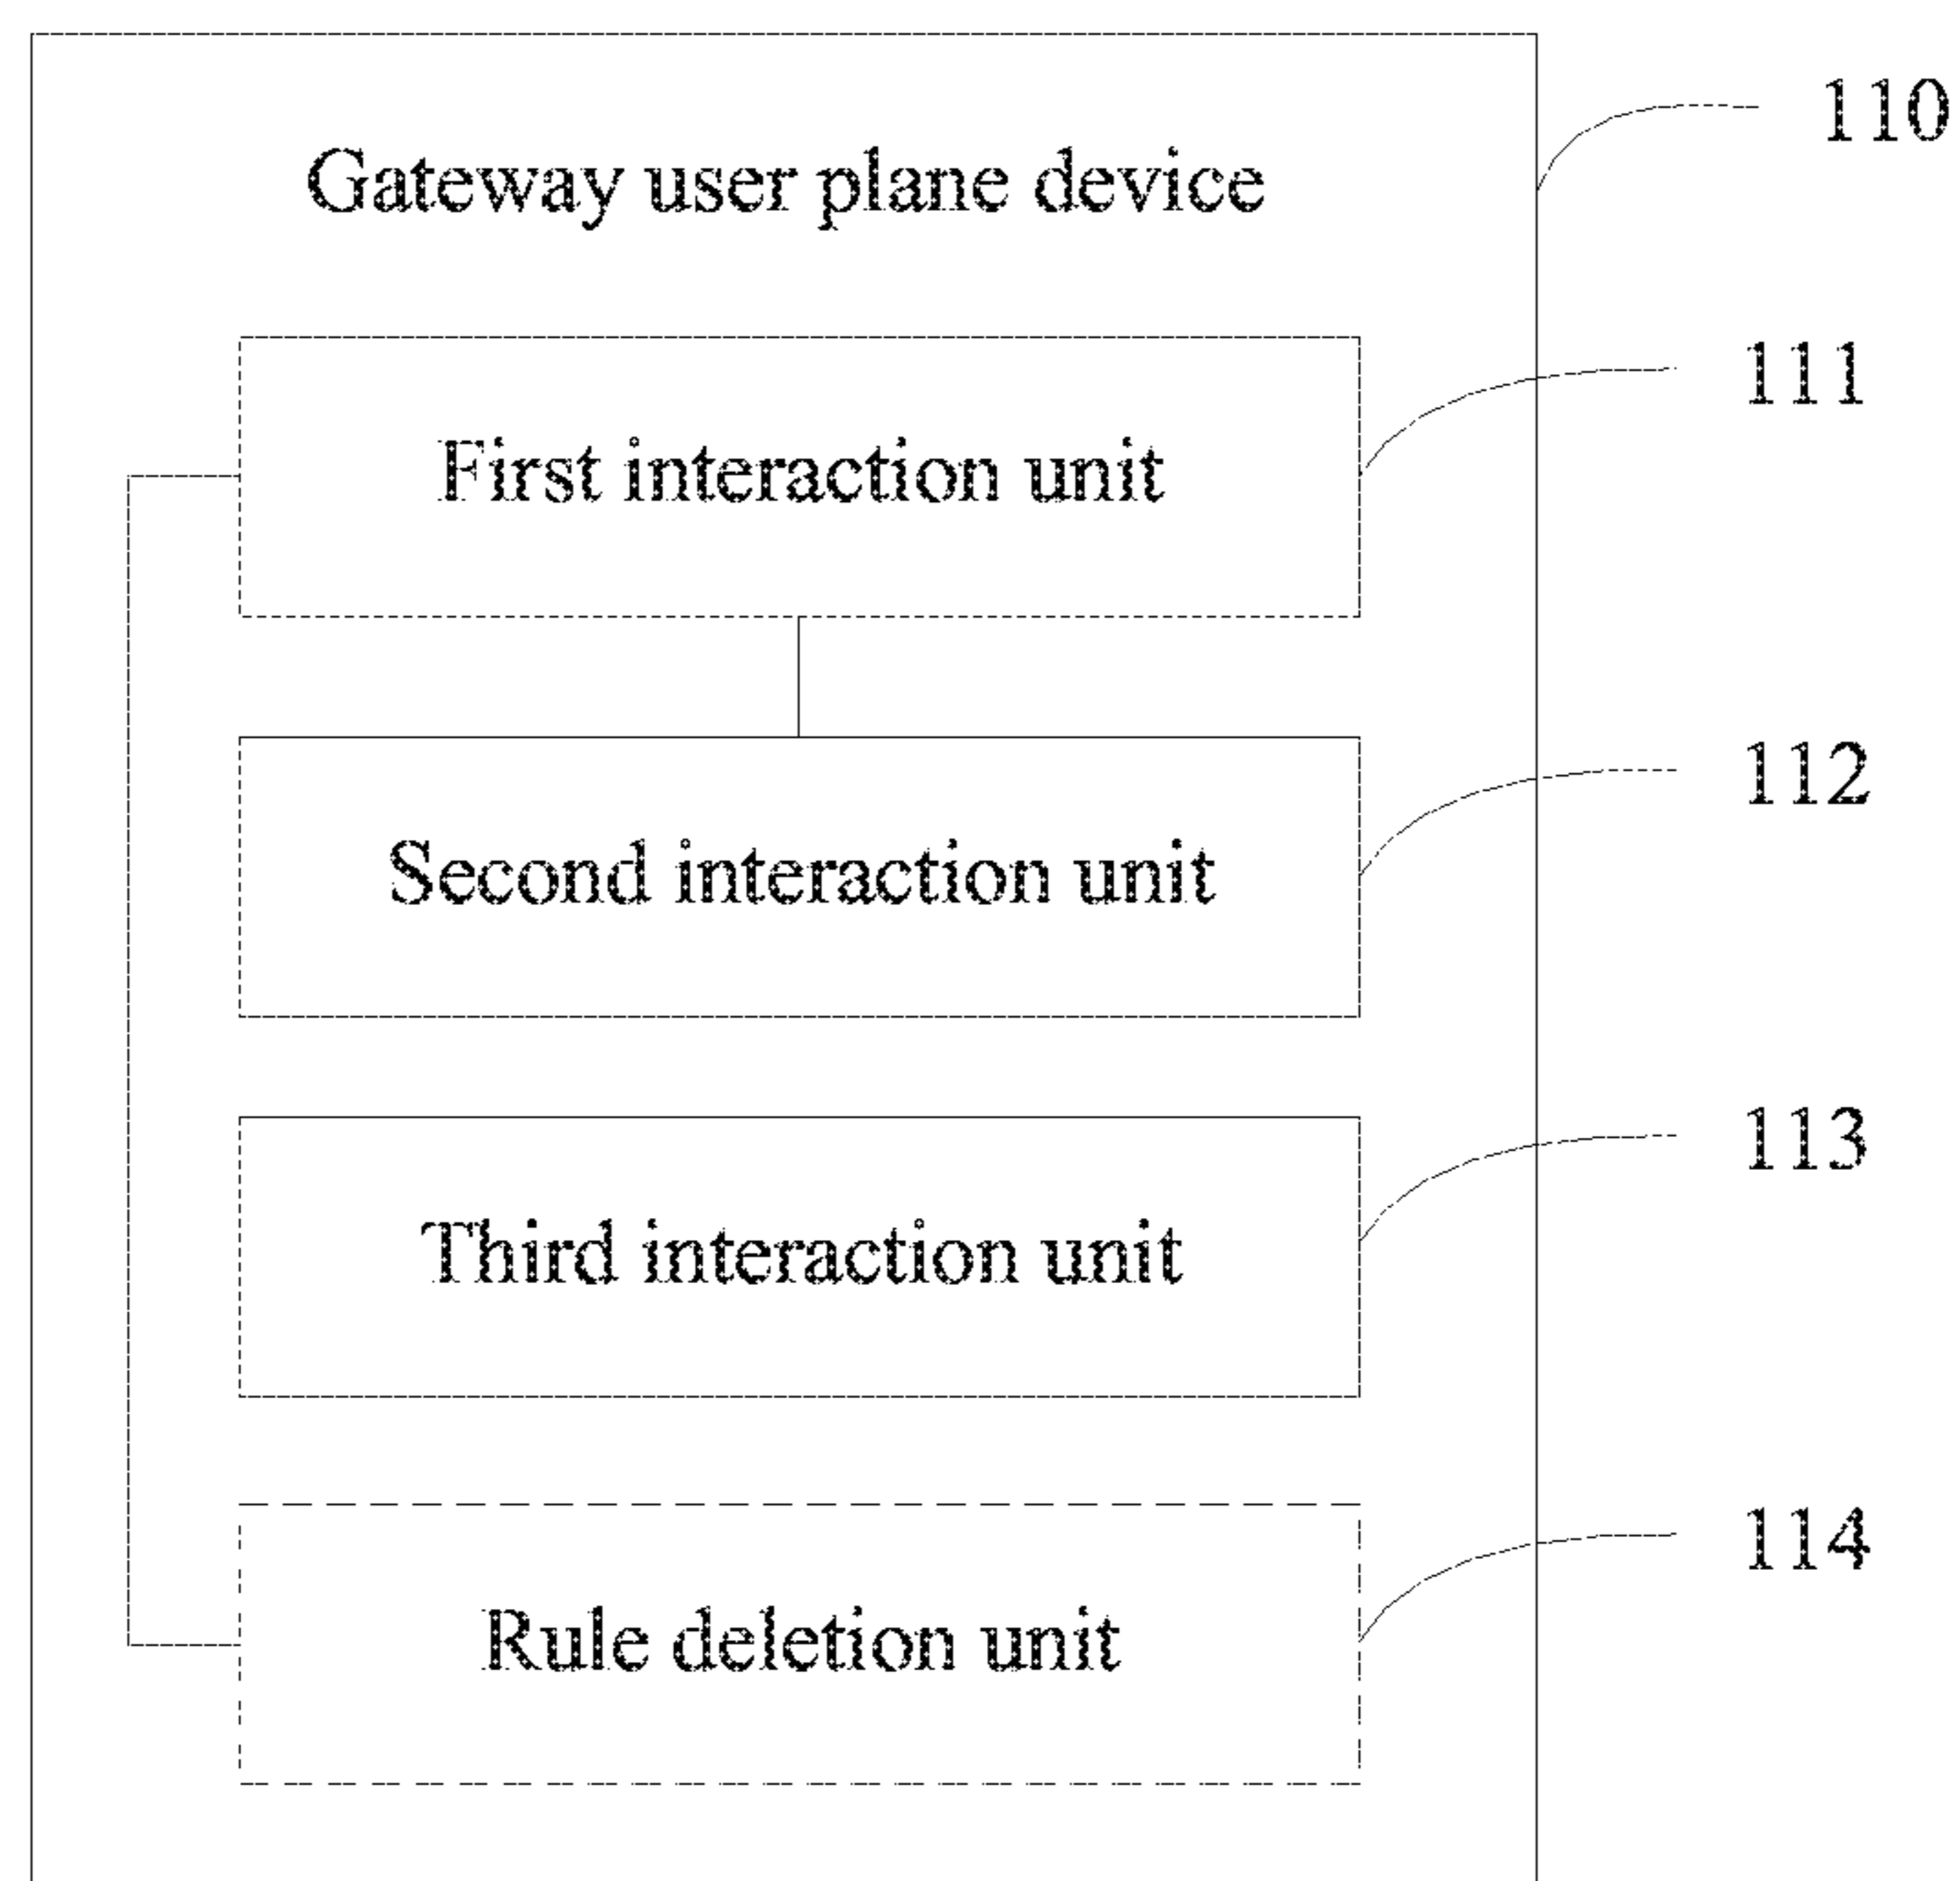 110
Gateway user plane device
111
First interaction unit
112
Second interaction unit
113
Third interaction unit
114
Rule deletion unit